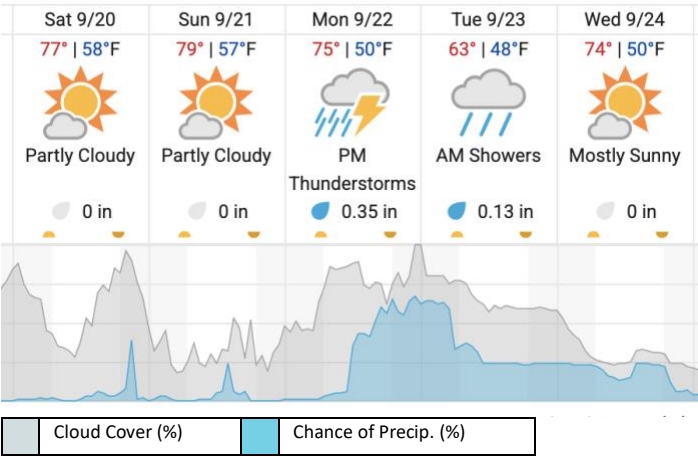 Sat 9/20
Sun 9/21
Mon 9/22
Tue 9/23
Wed 9/24
77° | 58°F
79° | 57°F
75° | 50°F
63° | 48°F
74° | 50°F
Partly Cloudy
Partly Cloudy
PM
Thunderstorms
AM Showers
Mostly Sunny
0 in
0 in
0.35 in
0.13 in
0 in
Cloud Cover (%)
Chance of Precip. (%)